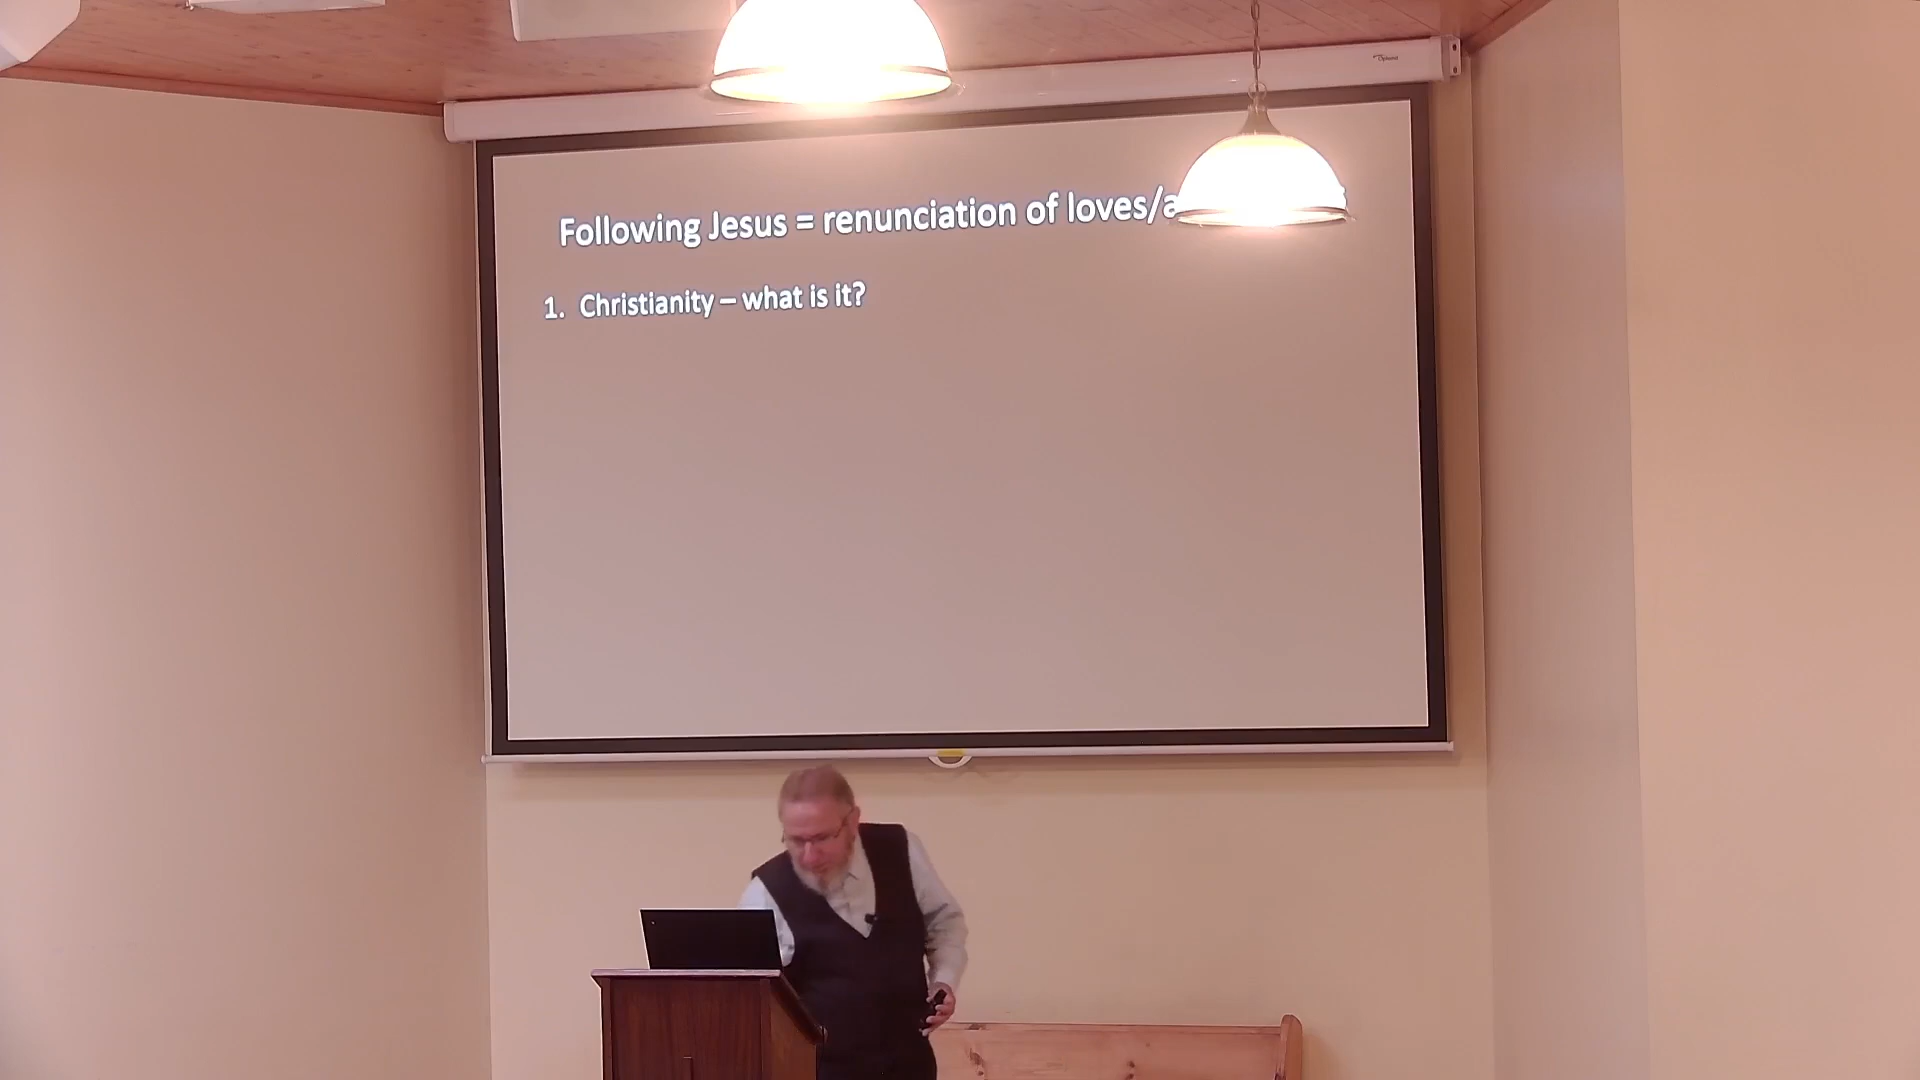 Following Jesus = renunciation of loves/a
1. Christianity – what is it?